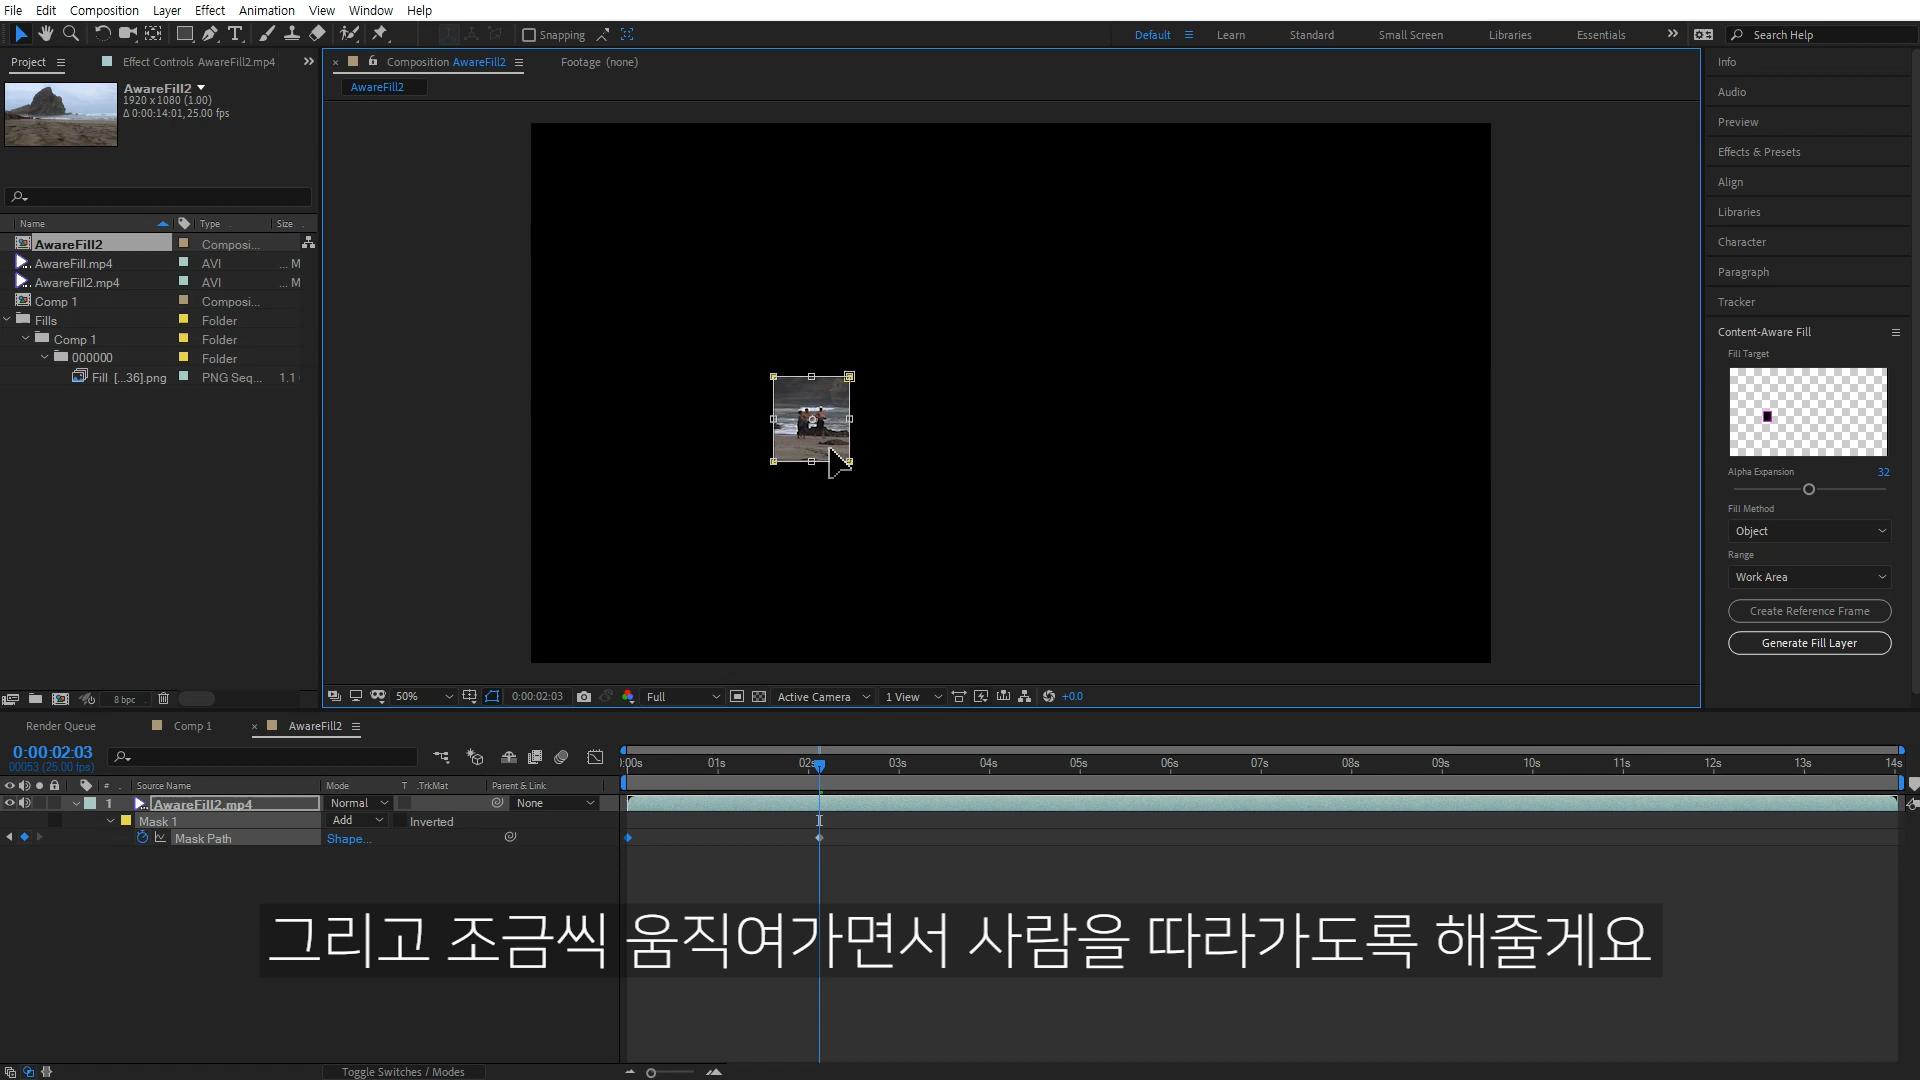 File Edit Composition Layer Effect Animation View Window Help
Snapping
Default Standard Small Screen Libraries Essentials
Learn
Search Help
Project Effect Controls AwareFill2.mp4
AwareFill2
1920 x 1080 (1.00)
Δ 0:00:14:01, 25.00 fps
Name Type Size
AwareFill2 Composi...
AwareFill.mp4 AVI ... M
AwareFill2.mp4 AVI ... M
Comp 1 Composi...
Fills Folder
Comp 1 Folder
000000 Folder
Fill [...36].png PNG Seq... 1.1
8 bpc
Composition AwareFill2 Footage (none)
AwareFill2
50% 0:00:02:03 Full Active Camera 1 View +0.0
Info
Audio
Preview
Effects & Presets
Align
Libraries
Character
Paragraph
Tracker
Content-Aware Fill
Fill Target
Alpha Expansion 32
Fill Method
Object
Range
Work Area
Create Reference Frame
Generate Fill Layer
Render Queue Comp 1 AwareFill2
0:00:02:03
00053 (25.00 fps)
:00s 01s 02s 03s 04s 05s 06s 07s 08s 09s 10s 11s 12s 13s 14s
# Source Name Mode T .TrkMat Parent & Link
1 AwareFill2.mp4 Normal None
Mask 1 Add Inverted
Mask Path Shape...
그리고 조금씩 움직여가면서 사람을 따라가도록 해줄게요
Toggle Switches / Modes